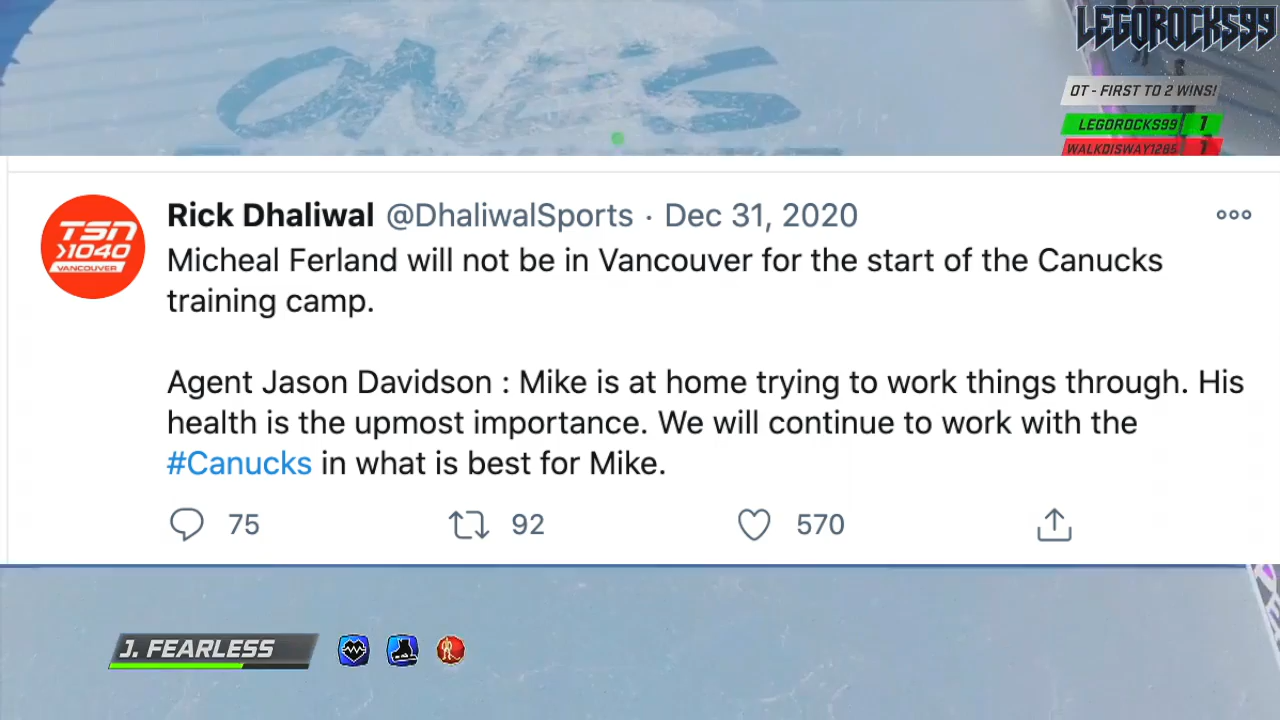 LEGOROCKS99
ONES
OT - FIRST TO 2 WINS!
LEGOROCKS99 1
WALKDISWAY1285 1
TSN
1040
VANCOUVER
Rick Dhaliwal @DhaliwalSports · Dec 31, 2020
Micheal Ferland will not be in Vancouver for the start of the Canucks
training camp.
Agent Jason Davidson : Mike is at home trying to work things through. His
health is the upmost importance. We will continue to work with the
#Canucks in what is best for Mike.
75 92 570
J. FEARLESS